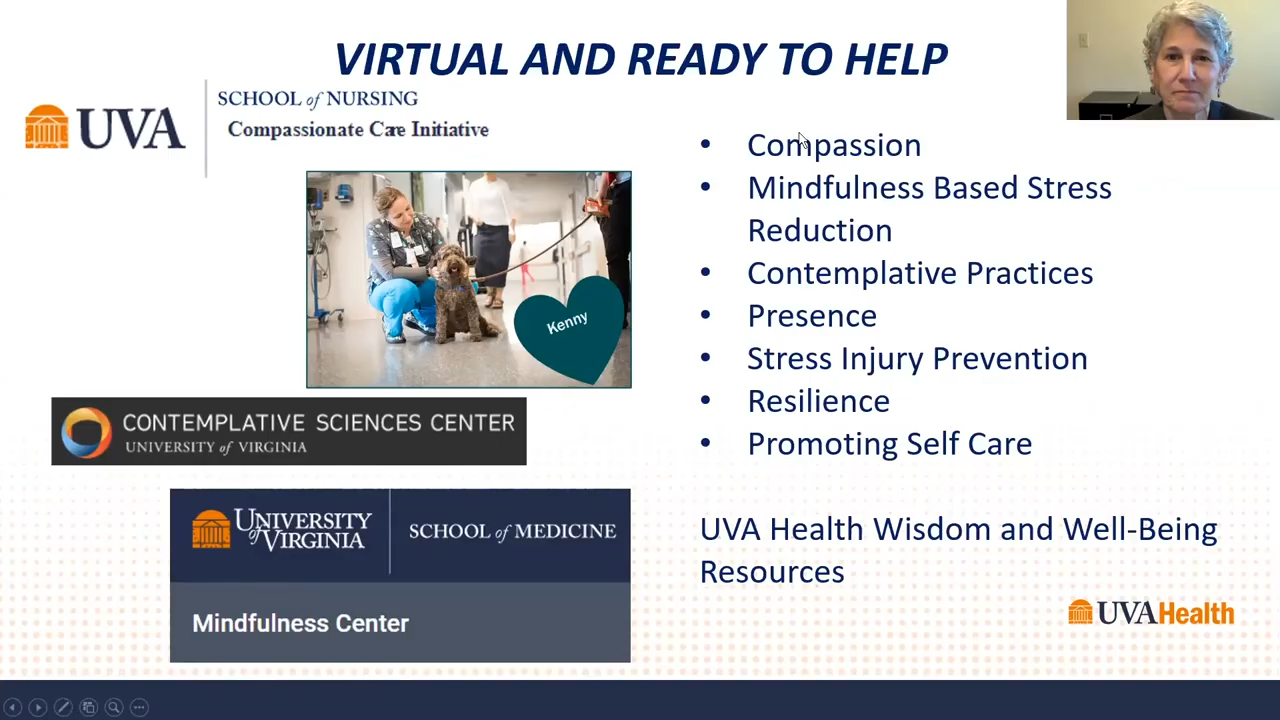 VIRTUAL AND READY TO HELP
UVA
SCHOOL of NURSING
Compassionate Care Initiative
Kenny
CONTEMPLATIVE SCIENCES CENTER
UNIVERSITY of VIRGINIA
UNIVERSITY
of VIRGINIA
SCHOOL of MEDICINE
Mindfulness Center
• Compassion
• Mindfulness Based Stress
Reduction
• Contemplative Practices
• Presence
• Stress Injury Prevention
• Resilience
• Promoting Self Care
UVA Health Wisdom and Well-Being
Resources
UVAHealth